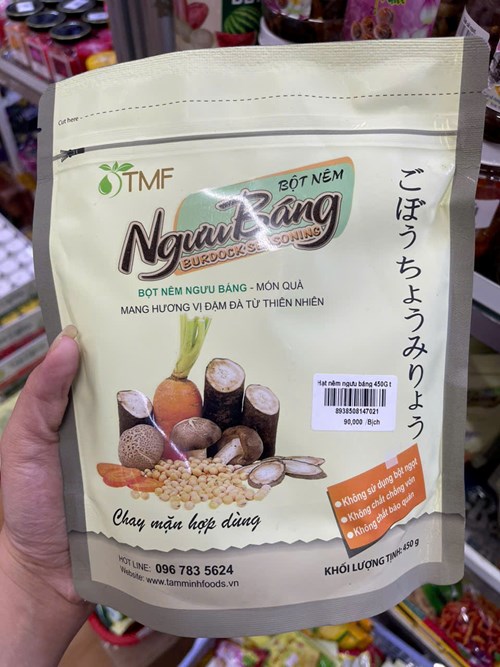 Cut here
TMF
BỘT NÊM
Ngưu Báng
BURDOCK SEASONING
BỘT NÊM NGƯU BÁNG - MÓN QUÀ
MANG HƯƠNG VỊ ĐẬM ĐÀ TỪ THIÊN NHIÊN
ごぼうちょうみりょう
Hạt nêm ngưu báng 450G t
8938508147021
90,000 /Bịch
Không sử dụng bột ngọt
Không chất chống vón
Không chất bảo quản
Chay mặn hợp dùng
HOT LINE: 096 783 5624
Website: www.tamminhfoods.vn
KHỐI LƯỢNG TỊNH: 450 g